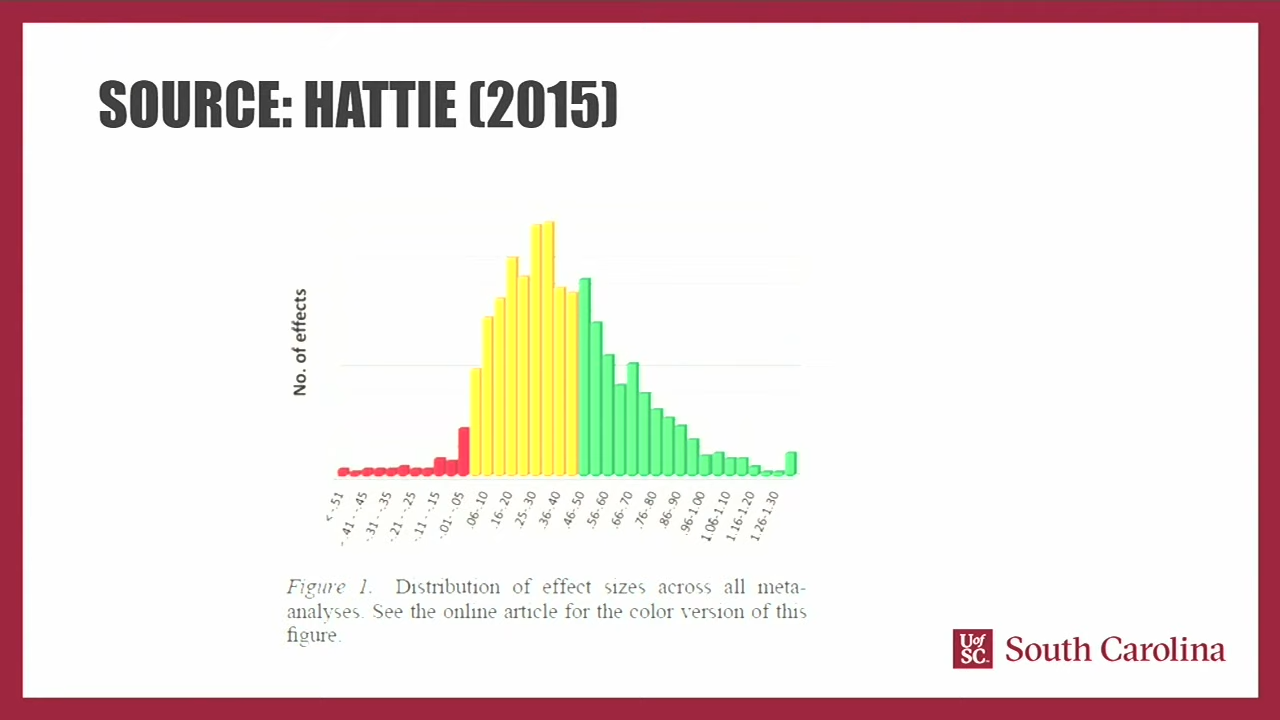 SOURCE: HATTIE (2015)
No. of effects
< -.51
-.41 - -.45
-.31 - -.35
-.21 - -.25
-.11 - -.15
-.01 - -.05
.06-.10
.16-.20
.25-.30
.36-.40
.46-.50
.56-.60
.66-.70
.76-.80
.86-.90
.96-1.00
1.06-1.10
1.16-1.20
1.26-1.30
Figure 1. Distribution of effect sizes across all meta-
analyses. See the online article for the color version of this
figure.
UofSC South Carolina